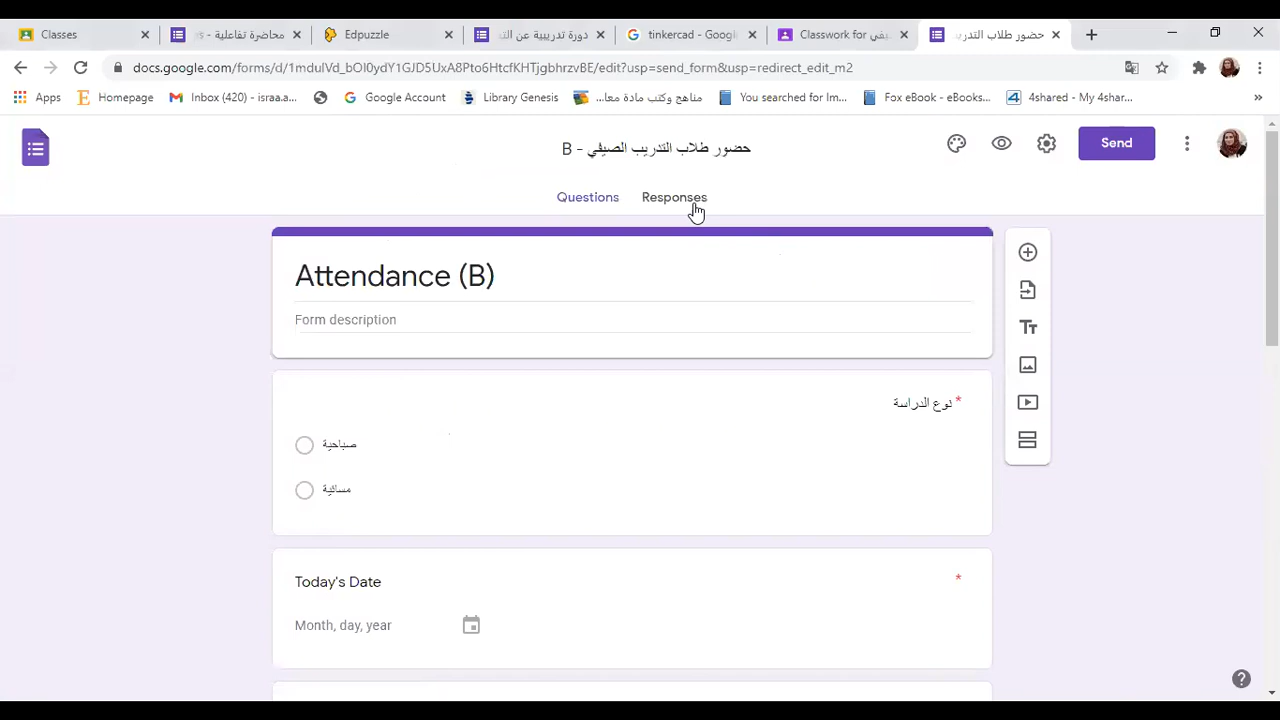 Classes
محاضرة تفاعلية - s
Edpuzzle
دورة تدريبية عن الت
tinkercad - Google
Classwork for
حضور طلاب التدريب
docs.google.com/forms/d/1mdulVd_bOl0ydY1GJD5UxA8Pto6HtcfKHTjgbhrzvBE/edit?usp=send_form&usp=redirect_edit_m2
Apps
Homepage
Inbox (420) - israa.a...
Google Account
Library Genesis
مناهج وكتب مادة معا...
You searched for Im...
Fox eBook - eBooks...
4shared - My 4shar...
»
حضور طلاب التدريب الصيفي - B
Send
Questions
Responses
Attendance (B)
Form description
نوع الدراسة *
صباحية
مسائية
Today's Date *
Month, day, year